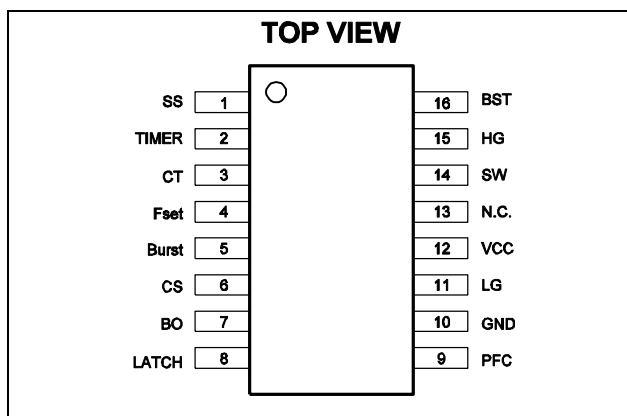 TOP VIEW
SS 1 16 BST
TIMER 2 15 HG
CT 3 14 SW
Fset 4 13 N.C.
Burst 5 12 VCC
CS 6 11 LG
BO 7 10 GND
LATCH 8 9 PFC